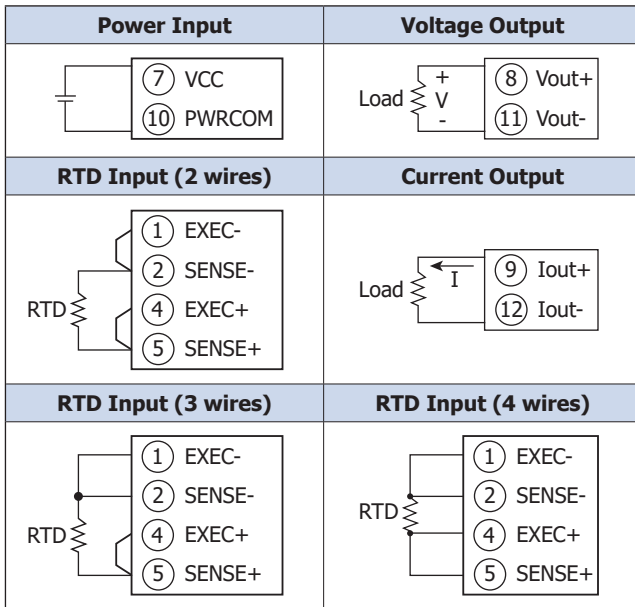 Power Input
7 VCC
10 PWRCOM
Voltage Output
Load
+
V
-
8 Vout+
11 Vout-
RTD Input (2 wires)
1 EXEC-
2 SENSE-
RTD
4 EXEC+
5 SENSE+
Current Output
Load
I
9 Iout+
12 Iout-
RTD Input (3 wires)
1 EXEC-
2 SENSE-
RTD
4 EXEC+
5 SENSE+
RTD Input (4 wires)
1 EXEC-
2 SENSE-
RTD
4 EXEC+
5 SENSE+